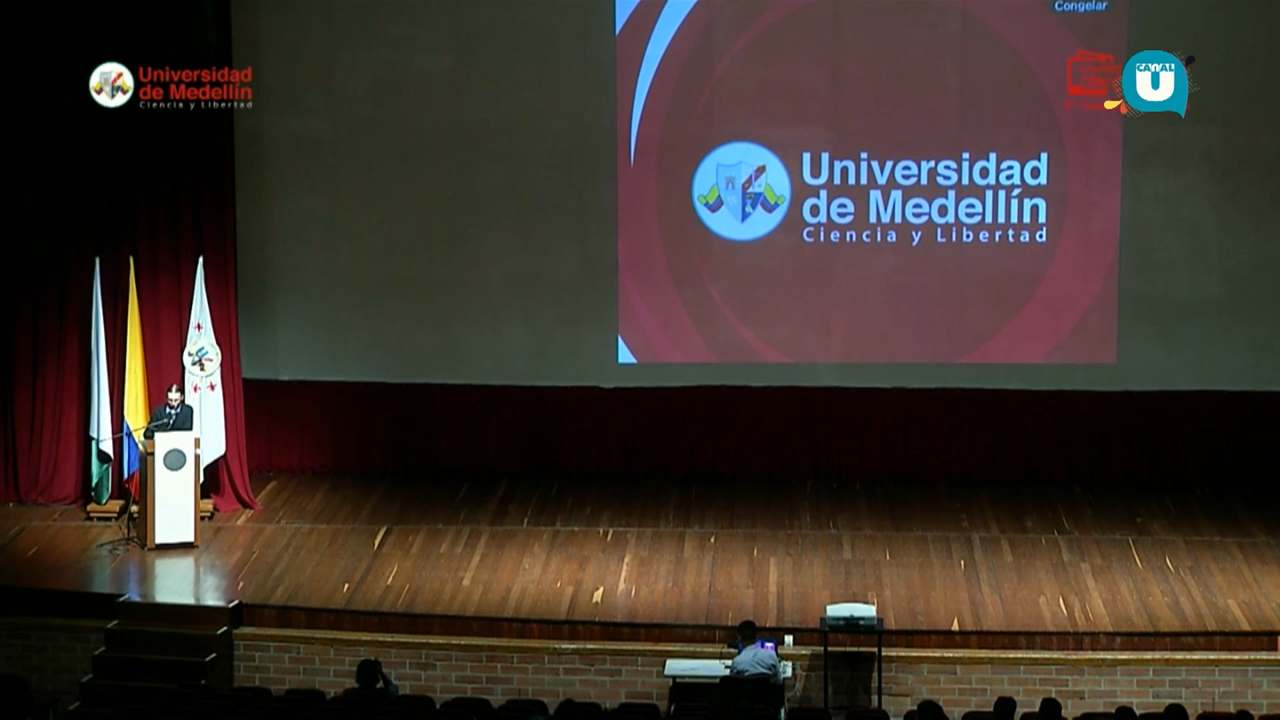 Congelar
Universidad
de Medellín
Ciencia y Libertad
CANAL
U
Universidad
de Medellín
Ciencia y Libertad